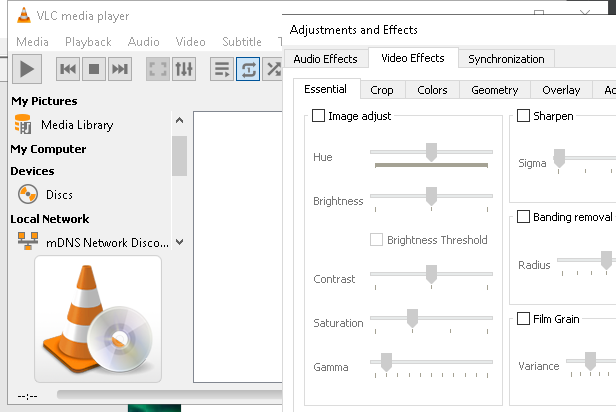 VLC media player
Media Playback Audio Video Subtitle
My Pictures
Media Library
My Computer
Devices
Discs
Local Network
mDNS Network Disco...
--:--
Adjustments and Effects
Audio Effects Video Effects Synchronization
Essential Crop Colors Geometry Overlay
Image adjust
Hue
Brightness
Brightness Threshold
Contrast
Saturation
Gamma
Sharpen
Sigma
Banding removal
Radius
Film Grain
Variance